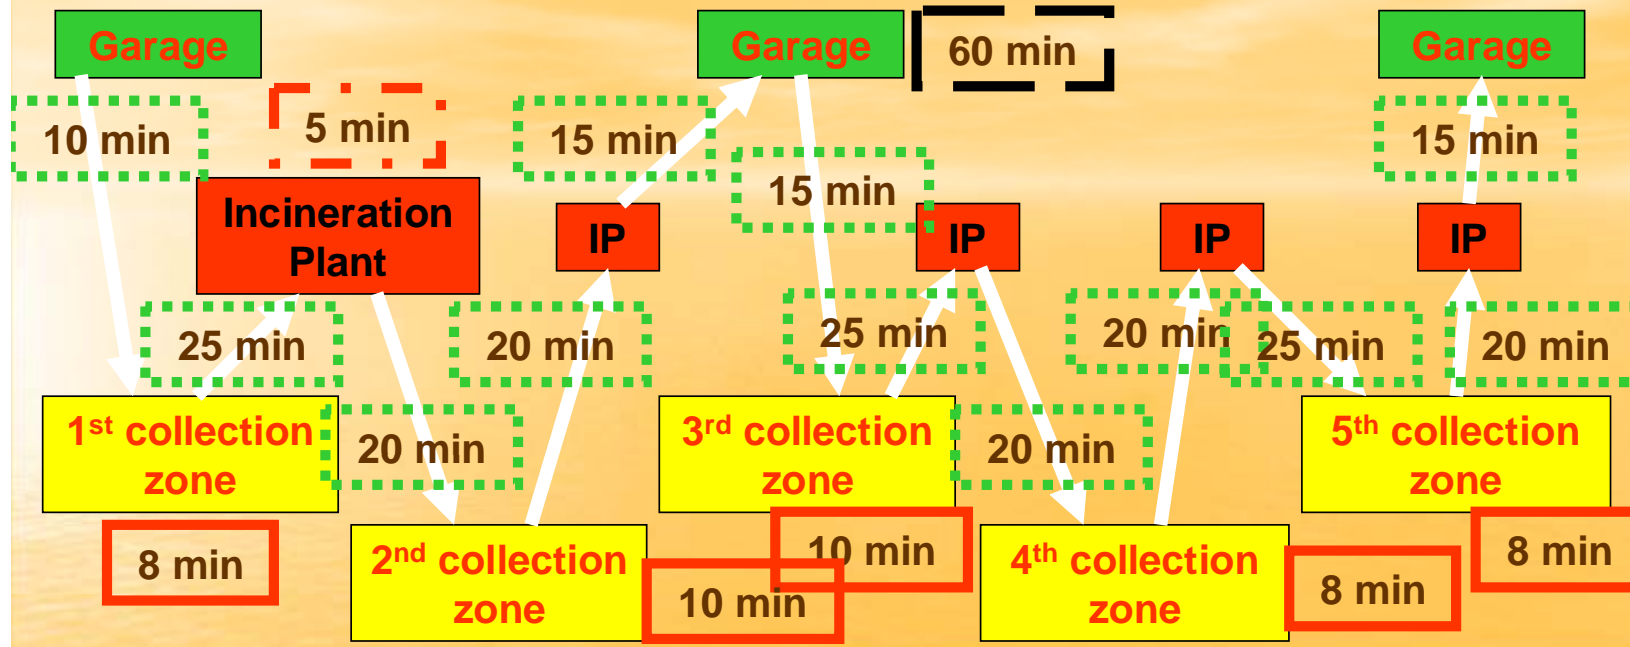 Garage
Garage
60 min
Garage
10 min
5 min
15 min
15 min
15 min
Incineration
Plant
IP
IP
IP
IP
25 min
20 min
25 min
20 min
25 min
20 min
1st collection
zone
20 min
3rd collection
zone
20 min
5th collection
zone
8 min
2nd collection
zone
10 min
10 min
4th collection
zone
8 min
8 min